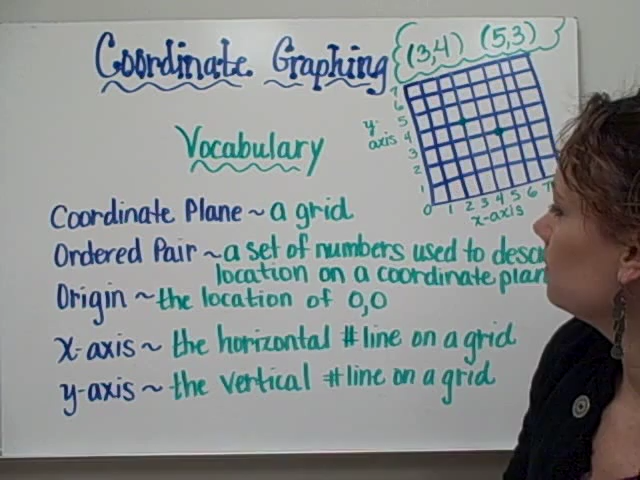 Coordinate Graphing
(3,4) (5,3)
Vocabulary
7
6
5
4
3
2
1
0 1 2 3 4 5 6 7
y-
axis
x-axis
Coordinate Plane ~ a grid
Ordered Pair ~ a set of numbers used to
location on a coordinate
Origin ~ the location of 0,0
x-axis ~ the horizontal # line on a grid
y-axis ~ the vertical # line on a grid